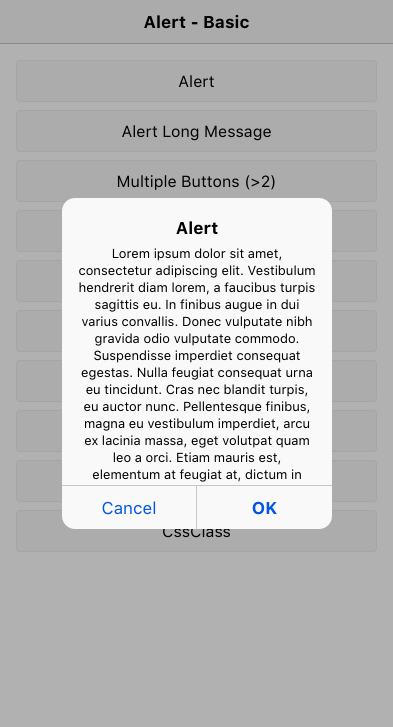 Alert - Basic
Alert
Alert Long Message
Multiple Buttons (>2)
Alert
Lorem ipsum dolor sit amet,
consectetur adipiscing elit. Vestibulum
hendrerit diam lorem, a faucibus turpis
sagittis eu. In finibus augue in dui
varius convallis. Donec vulputate nibh
gravida odio vulputate commodo.
Suspendisse imperdiet consequat
egestas. Nulla feugiat consequat urna
eu tincidunt. Cras nec blandit turpis,
eu auctor nunc. Pellentesque finibus,
magna eu vestibulum imperdiet, arcu
ex lacinia massa, eget volutpat quam
leo a orci. Etiam mauris est,
elementum at feugiat at, dictum in
Cancel
OK
CssClass